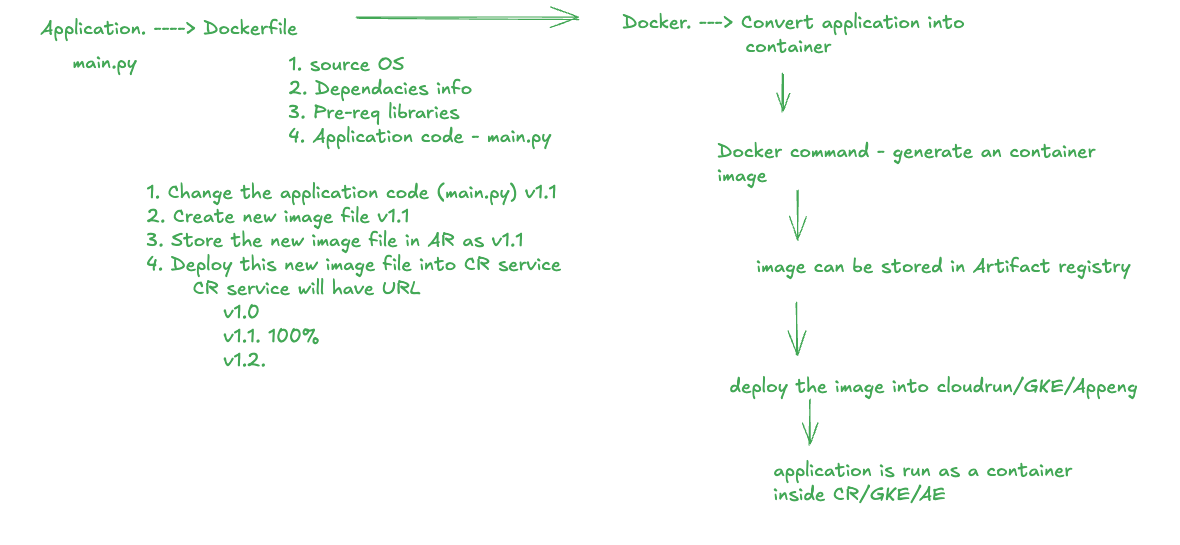 Application. ----> Dockerfile
main.py
1. source OS
2. Dependacies info
3. Pre-req libraries
4. Application code - main.py
1. Change the application code (main.py) v1.1
2. Create new image file v1.1
3. Store the new image file in AR as v1.1
4. Deploy this new image file into CR service
CR service will have URL
v1.0
v1.1. 100%
v1.2.
Docker. ---> Convert application into
container
Docker command - generate an container
image
image can be stored in Artifact registry
deploy the image into cloudrun/GKE/Appeng
application is run as a container
inside CR/GKE/AE